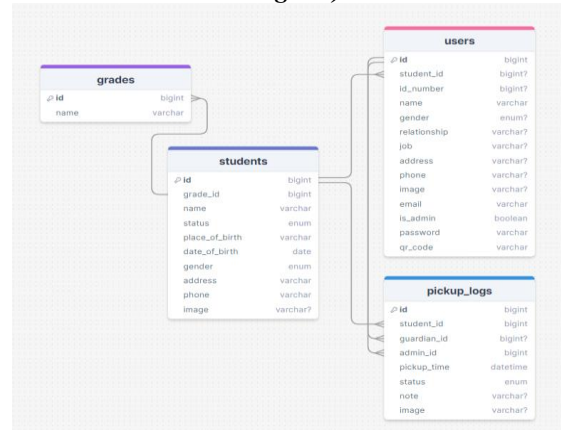 grades
id bigint
name varchar
students
id bigint
grade_id bigint
name varchar
status enum
place_of_birth varchar
date_of_birth date
gender enum
address varchar
phone varchar
image varchar?
users
id bigint
student_id bigint?
id_number bigint?
name varchar
gender enum?
relationship varchar?
job varchar?
address varchar?
phone varchar?
image varchar?
email varchar
is_admin boolean
password varchar
qr_code varchar
pickup_logs
id bigint
student_id bigint
guardian_id bigint?
admin_id bigint
pickup_time datetime
status enum
note varchar?
image varchar?